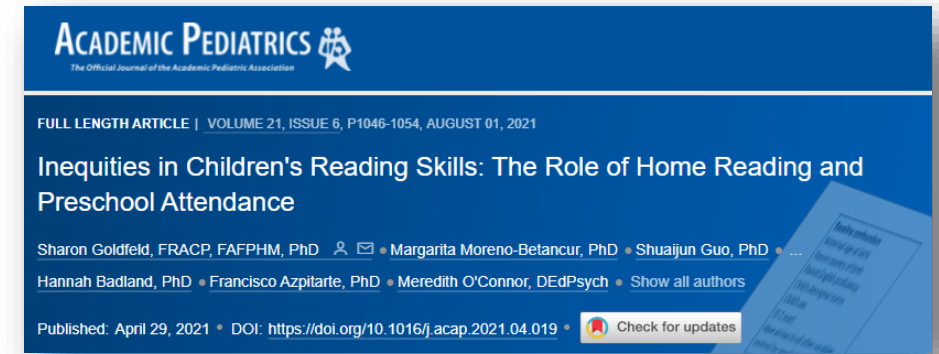 ACADEMIC PEDIATRICS
The Official Journal of the Academic Pediatric Association
FULL LENGTH ARTICLE | VOLUME 21, ISSUE 6, P1046-1054, AUGUST 01, 2021
Inequities in Children's Reading Skills: The Role of Home Reading and
Preschool Attendance
Sharon Goldfeld, FRACP, FAFPHM, PhD • Margarita Moreno-Betancur, PhD • Shuaijun Guo, PhD • ...
Hannah Badland, PhD • Francisco Azpitarte, PhD • Meredith O'Connor, DEdPsych • Show all authors
Published: April 29, 2021 • DOI: https://doi.org/10.1016/j.acap.2021.04.019 • Check for updates